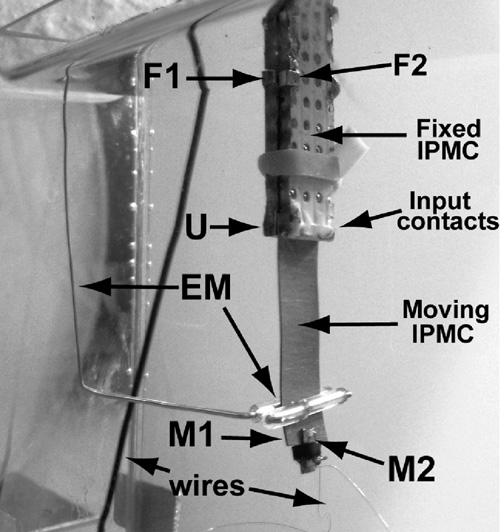 F1
F2
Fixed
IPMC
Input
contacts
U
EM
Moving
IPMC
M1
M2
wires